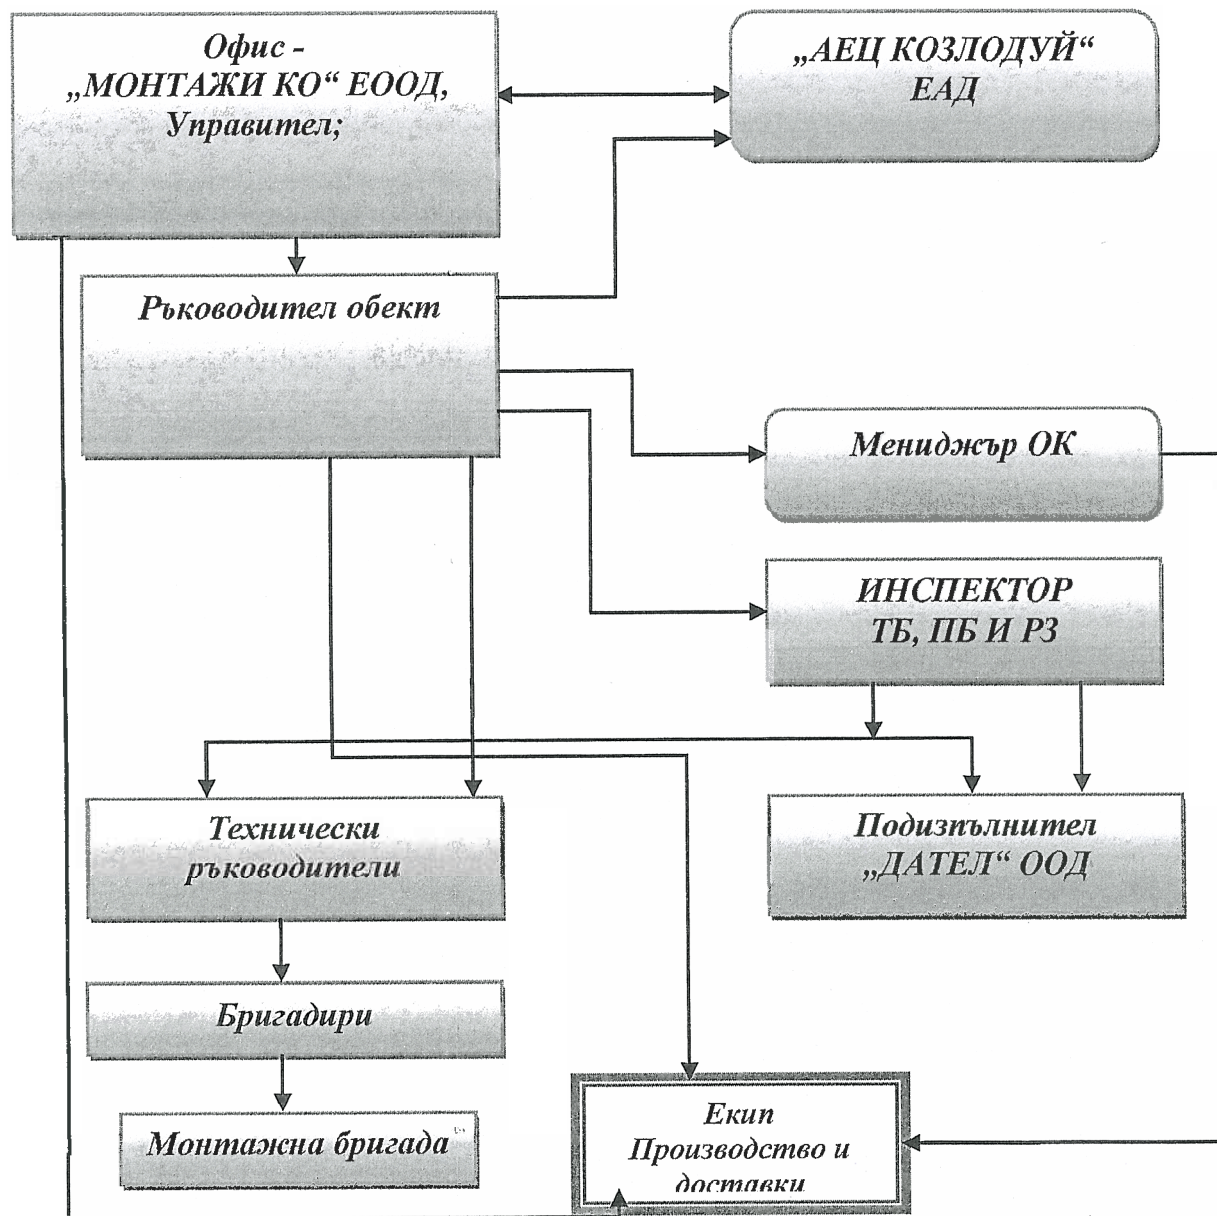 Офис -
„МОНТАЖИ КО“ ЕООД,
Управител;
„АЕЦ КОЗЛОДУЙ“
ЕАД
Ръководител обект
Мениджър ОК
ИНСПЕКТОР
ТБ, ПБ И РЗ
Технически
ръководители
Подизпълнител
„ДАТЕЛ“ ООД
Бригадири
Монтажна бригада
Екип
Производство и
доставки